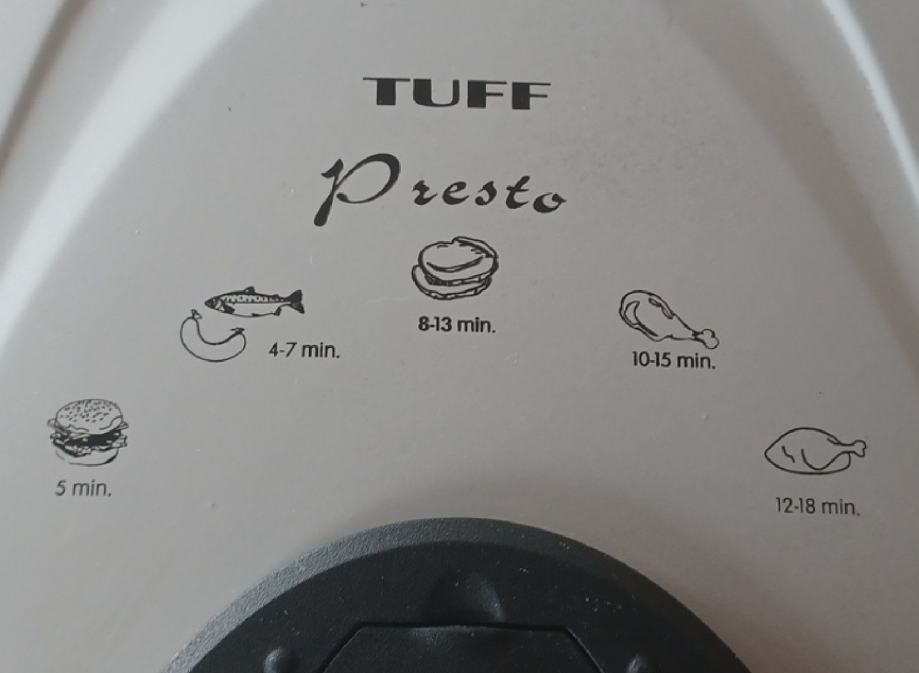 TUFF
Presto
8-13 min.
4-7 min.
10-15 min.
5 min.
12-18 min.